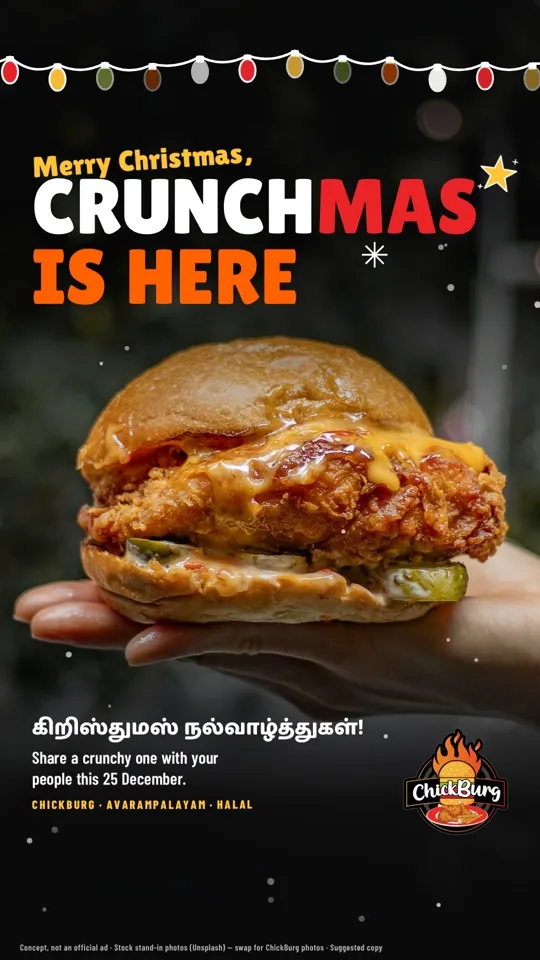 Merry Christmas,
CRUNCHMAS
IS HERE
கிறிஸ்துமஸ் நல்வாழ்த்துகள்!
Share a crunchy one with your
people this 25 December.
CHICKBURG · AVARAMPALAYAM · HALAL
ChickBurg
Concept, not an official ad · Stock stand-in photos (Unsplash) — swap for ChickBurg photos · Suggested copy